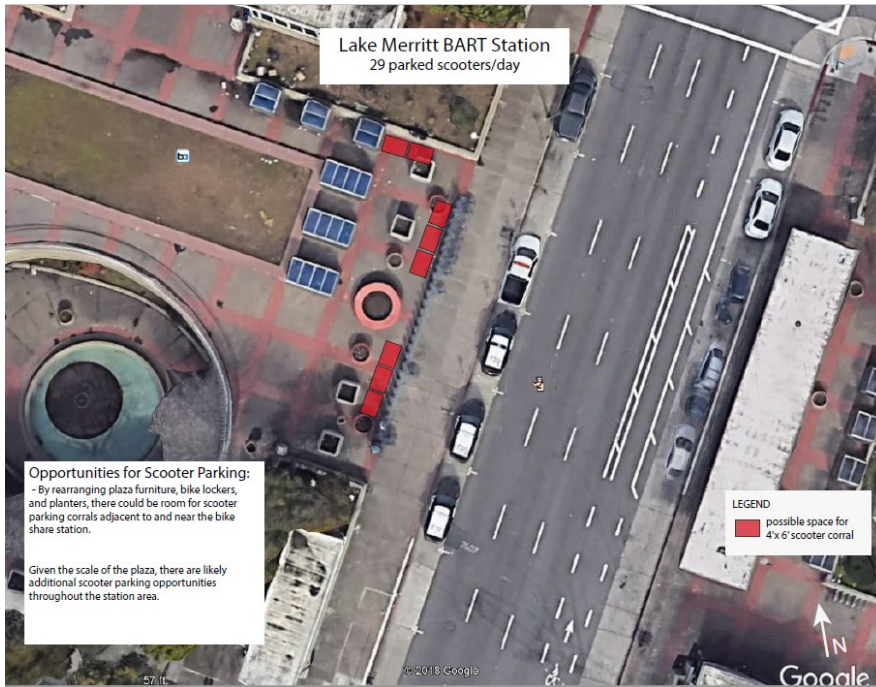 Lake Merritt BART Station
29 parked scooters/day
Opportunities for Scooter Parking:
- By rearranging plaza furniture, bike lockers,
and planters, there could be room for scooter
parking corrals adjacent to and near the bike
share station.
Given the scale of the plaza, there are likely
additional scooter parking opportunities
throughout the station area.
LEGEND
possible space for
4'x 6' scooter corral
N
57 ft
© 2018 Google
Google